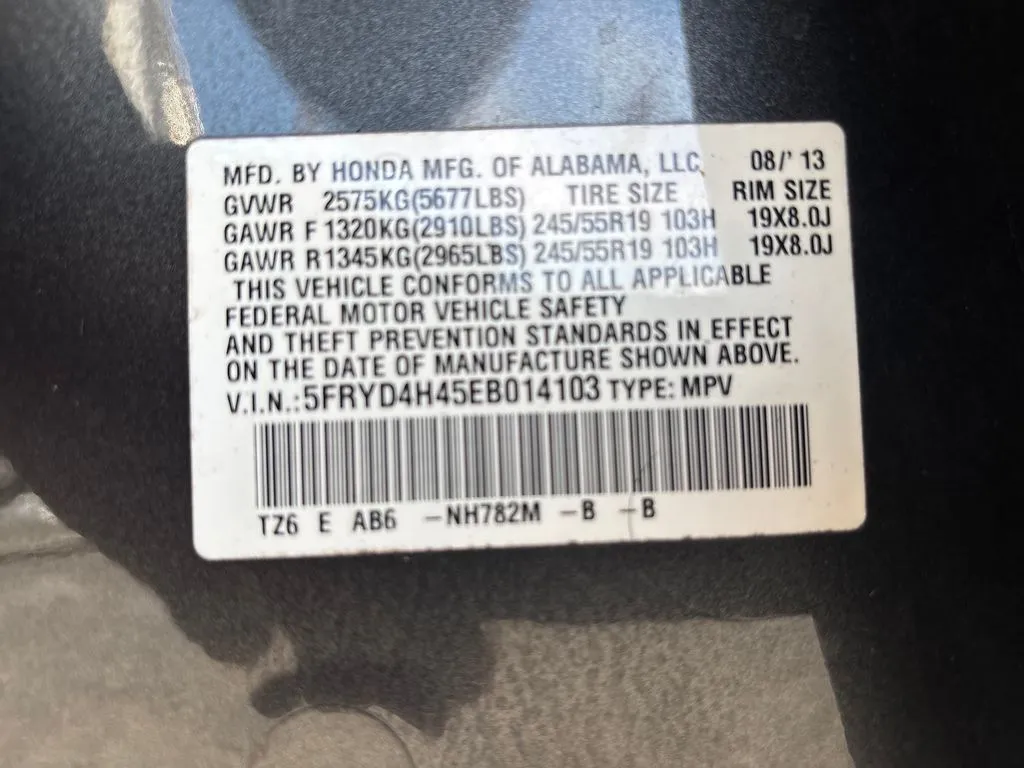 MFD. BY HONDA MFG. OF ALABAMA, LLC, 08/' 13
GVWR 2575KG(5677LBS) TIRE SIZE RIM SIZE
GAWR F 1320KG(2910LBS) 245/55R19 103H 19X8.0J
GAWR R1345KG(2965LBS) 245/55R19 103H 19X8.0J
THIS VEHICLE CONFORMS TO ALL APPLICABLE
FEDERAL MOTOR VEHICLE SAFETY
AND THEFT PREVENTION STANDARDS IN EFFECT
ON THE DATE OF MANUFACTURE SHOWN ABOVE.
V.I.N.:5FRYD4H45EB014103 TYPE: MPV
TZ6 E AB6 -NH782M -B -B